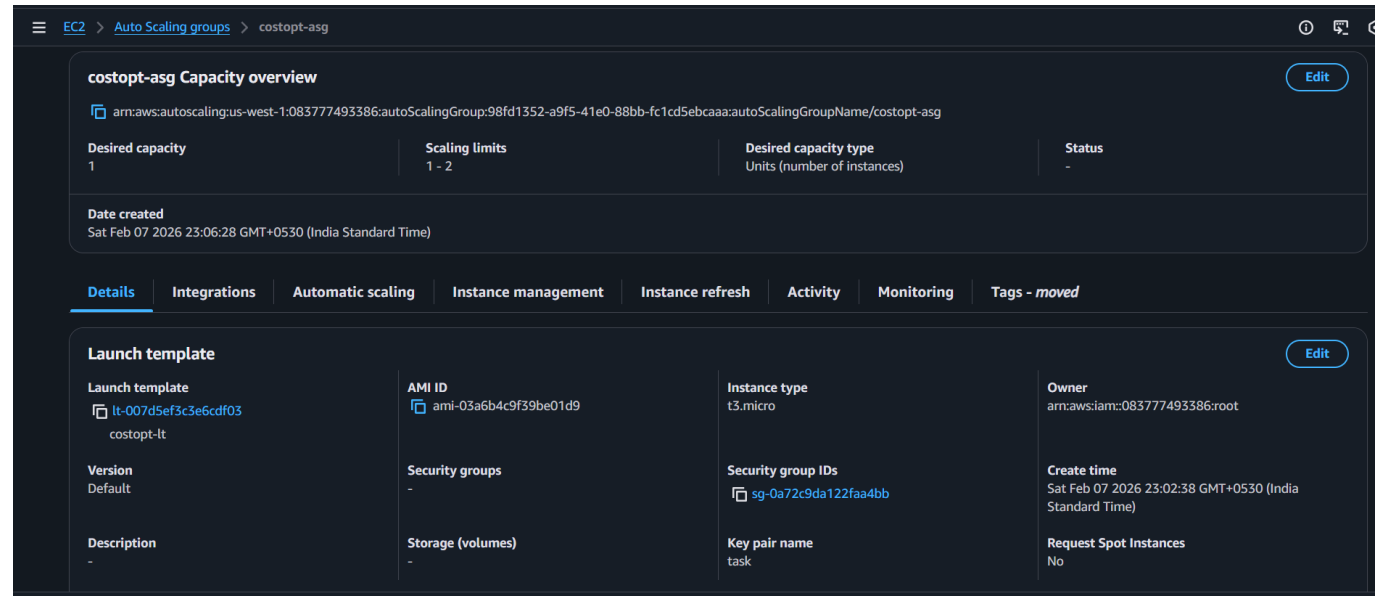 EC2 > Auto Scaling groups > costopt-asg
costopt-asg Capacity overview
Edit
arn:aws:autoscaling:us-west-1:083777493386:autoScalingGroup:98fd1352-a9f5-41e0-88bb-fc1cd5ebcaaa:autoScalingGroupName/costopt-asg
Desired capacity
1
Scaling limits
1 - 2
Desired capacity type
Units (number of instances)
Status
-
Date created
Sat Feb 07 2026 23:06:28 GMT+0530 (India Standard Time)
Details
Integrations
Automatic scaling
Instance management
Instance refresh
Activity
Monitoring
Tags - moved
Launch template
Edit
Launch template
lt-007d5ef3c3e6cdf03
costopt-lt
AMI ID
ami-03a6b4c9f39be01d9
Instance type
t3.micro
Owner
arn:aws:iam::083777493386:root
Version
Default
Security groups
-
Security group IDs
sg-0a72c9da122faa4bb
Create time
Sat Feb 07 2026 23:02:38 GMT+0530 (India
Standard Time)
Description
-
Storage (volumes)
-
Key pair name
task
Request Spot Instances
No